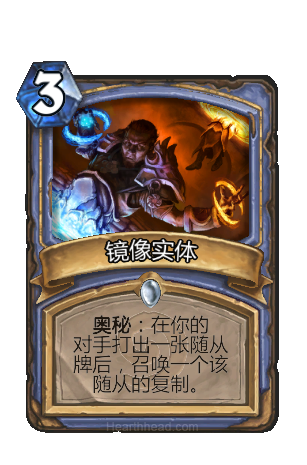 3
镜像实体
奥秘：在你的
对手打出一张随从
牌后，召唤一个该
随从的复制。
Hearthhead.com